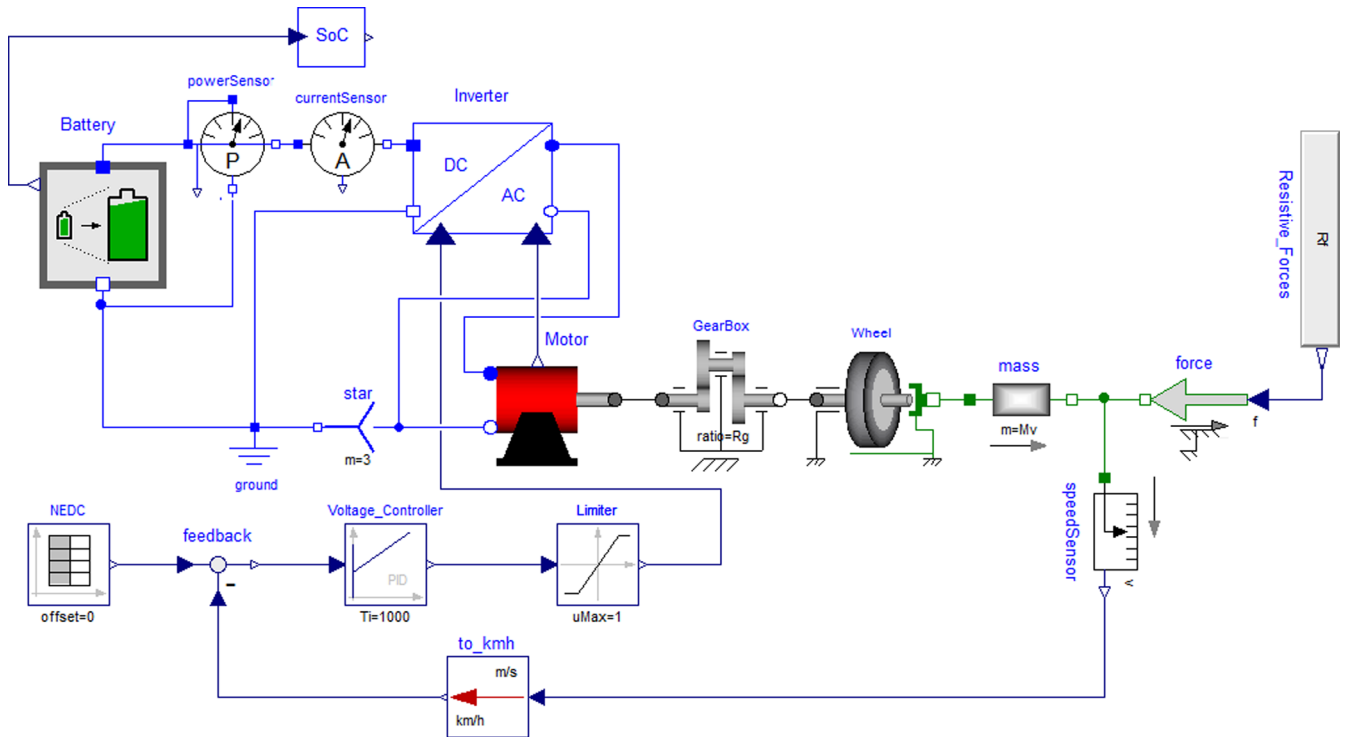 SoC
powerSensor
currentSensor
Inverter
Battery
P
A
DC
AC
Resistive_Forces
Rf
Motor
GearBox
Wheel
mass
force
star
ratio=Rg
m=Mv
f
m=3
ground
speedSensor
v
NEDC
feedback
Voltage_Controller
Limiter
-
PID
offset=0
Ti=1000
uMax=1
to_kmh
m/s
km/h